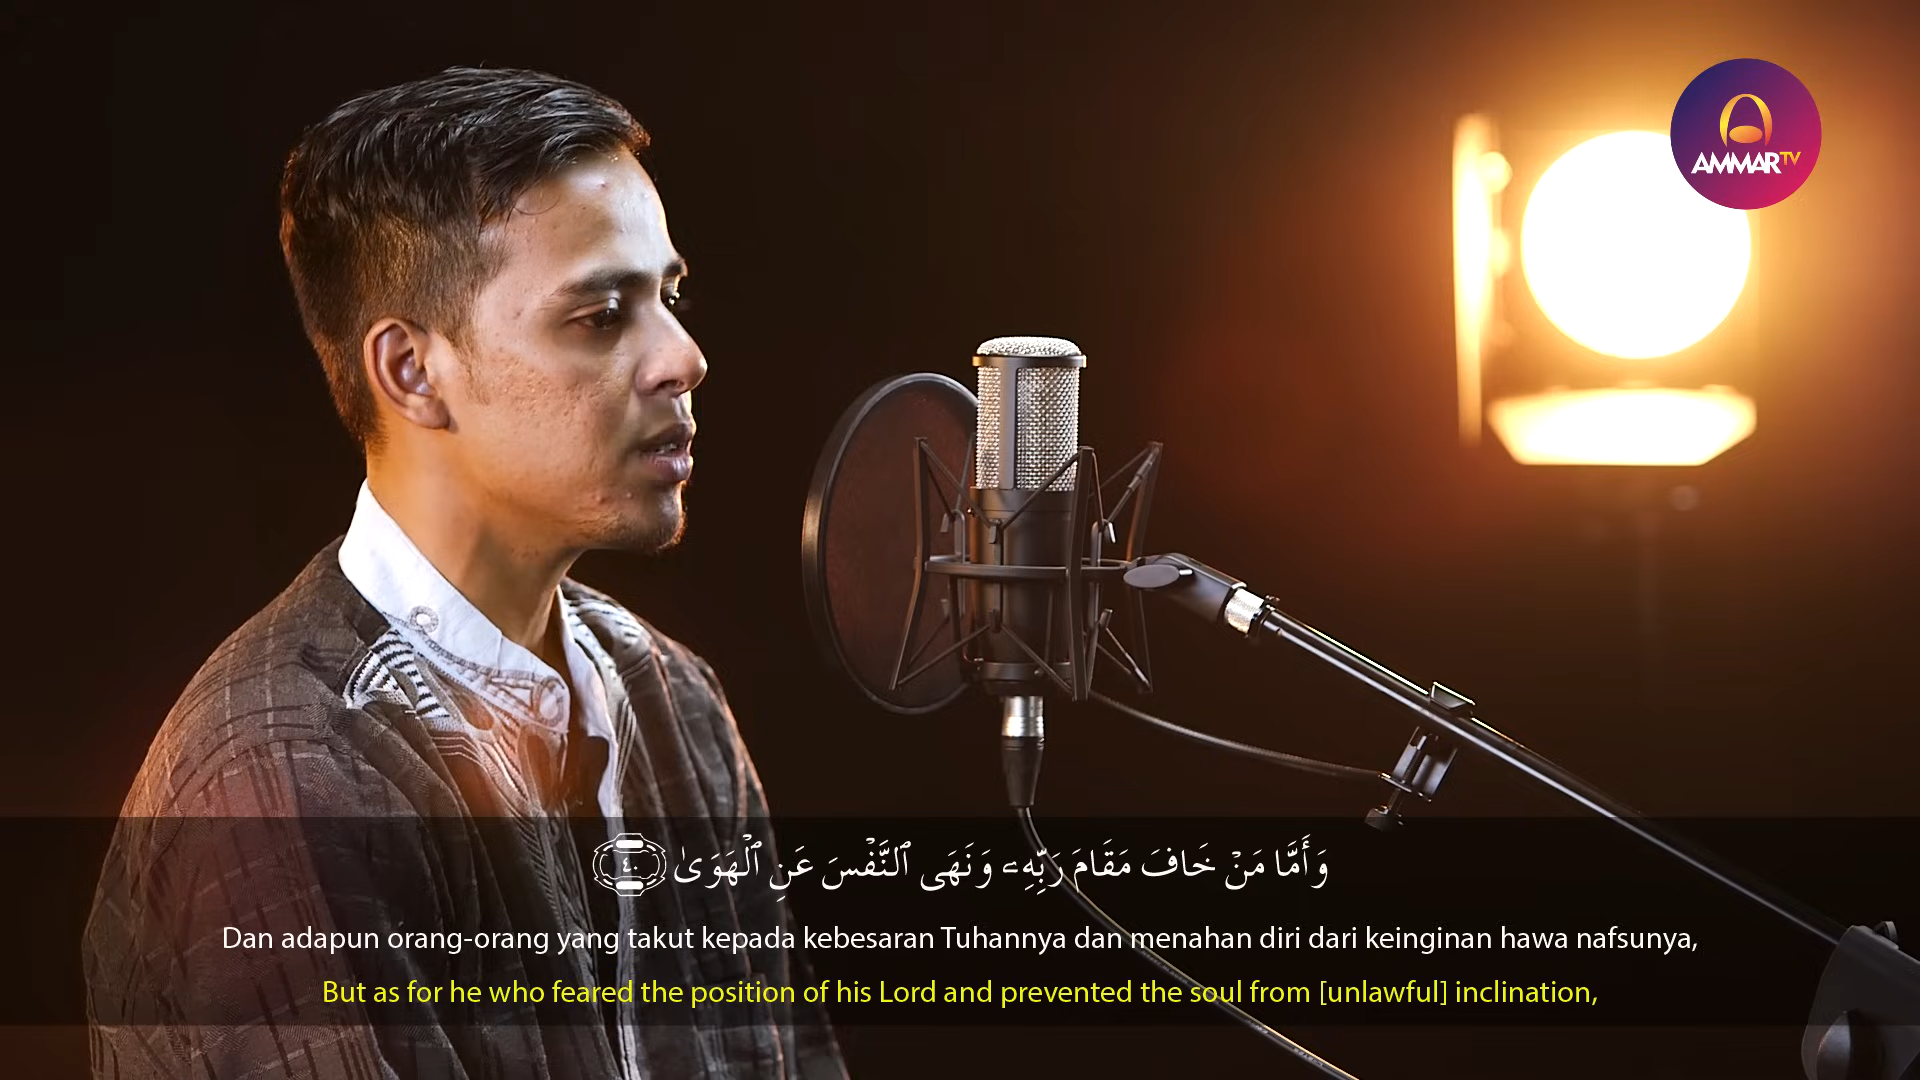 AMMARTV
وَأَمَّا مَنْ خَافَ مَقَامَ رَبِّهِۦ وَنَهَى ٱلنَّفْسَ عَنِ ٱلْهَوَىٰ ٤٠
Dan adapun orang-orang yang takut kepada kebesaran Tuhannya dan menahan diri dari keinginan hawa nafsunya,
But as for he who feared the position of his Lord and prevented the soul from [unlawful] inclination,